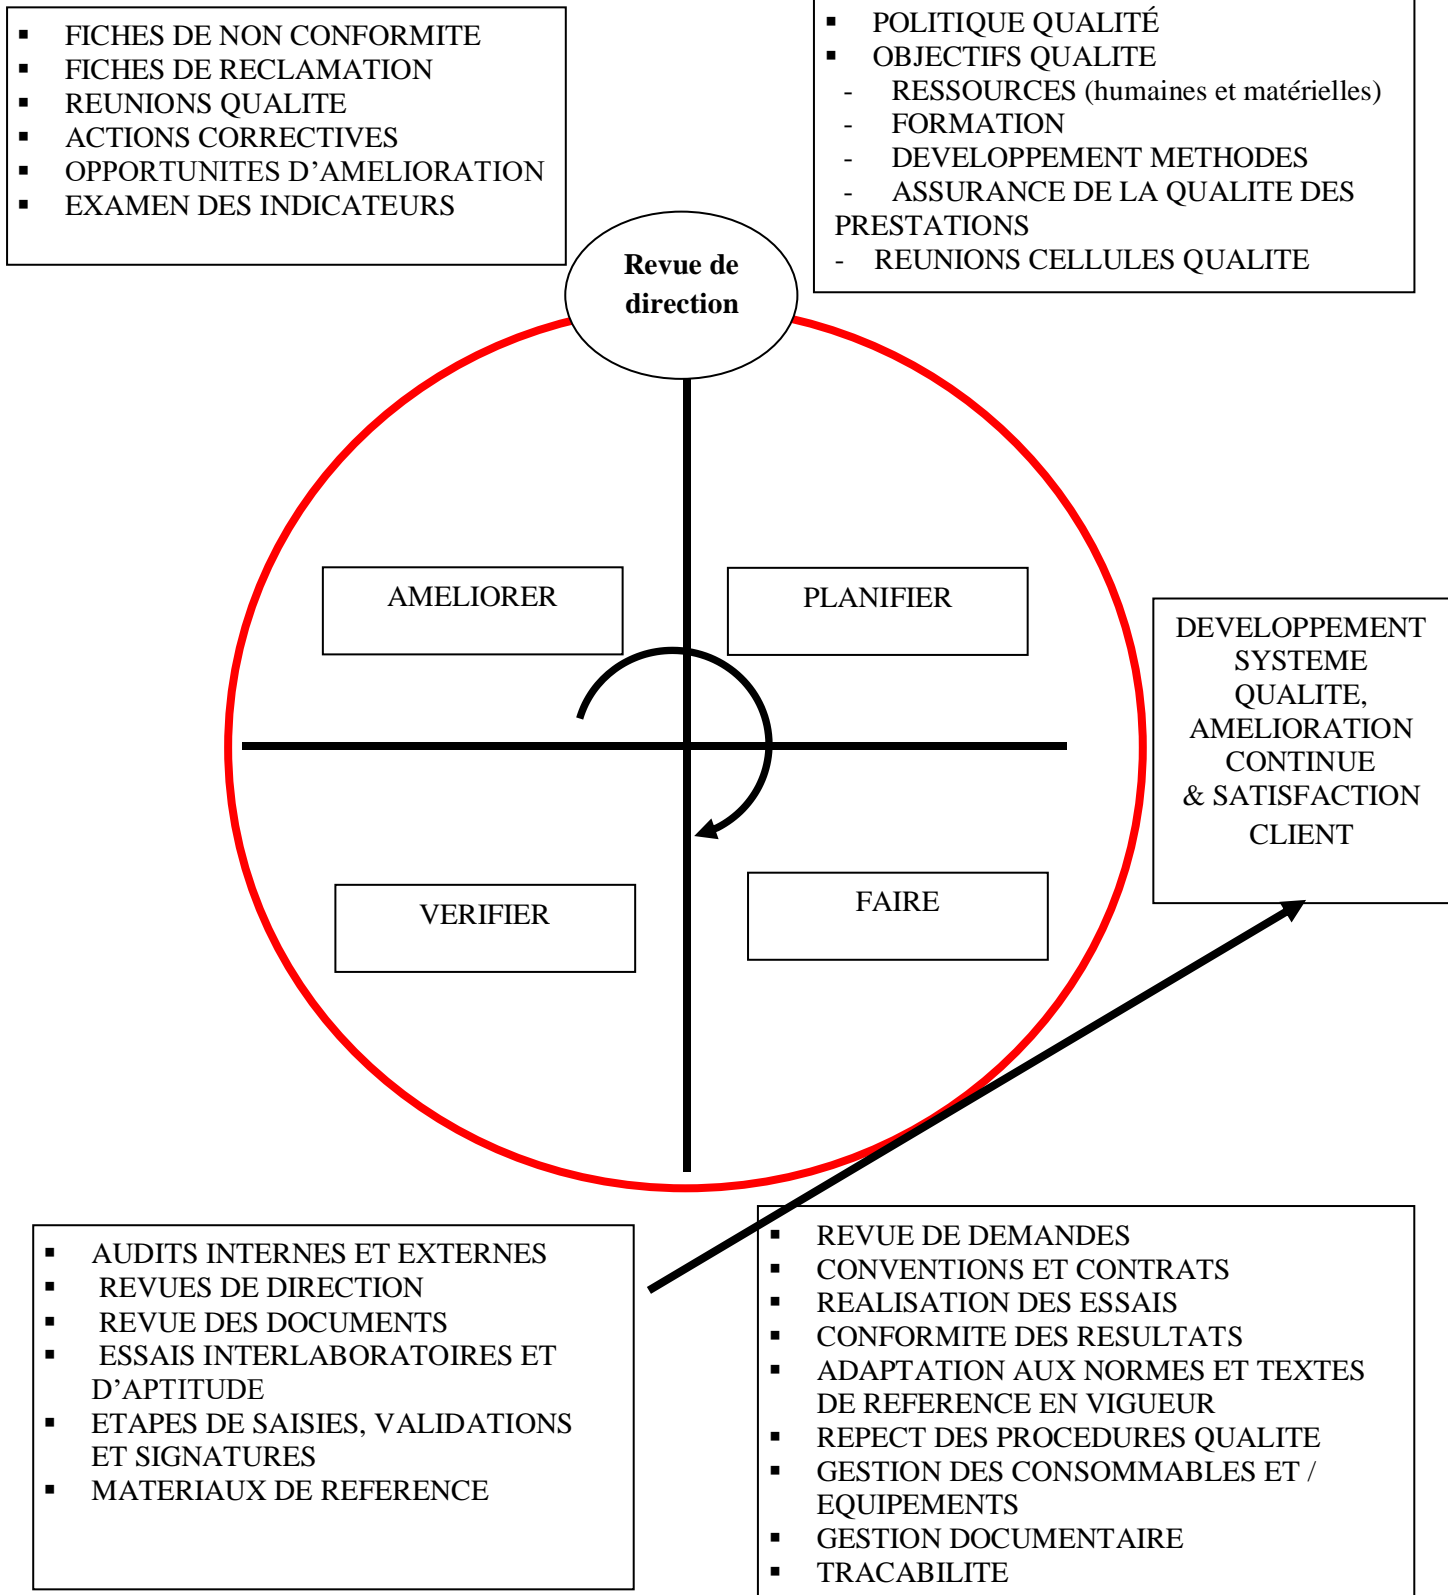 ▪ FICHES DE NON CONFORMITE
▪ FICHES DE RECLAMATION
▪ REUNIONS QUALITE
▪ ACTIONS CORRECTIVES
▪ OPPORTUNITES D’AMELIORATION
▪ EXAMEN DES INDICATEURS
▪ POLITIQUE QUALITÉ
▪ OBJECTIFS QUALITE
- RESSOURCES (humaines et matérielles)
- FORMATION
- DEVELOPPEMENT METHODES
- ASSURANCE DE LA QUALITE DES
PRESTATIONS
- REUNIONS CELLULES QUALITE
Revue de
direction
AMELIORER
PLANIFIER
DEVELOPPEMENT
SYSTEME
QUALITE,
AMELIORATION
CONTINUE
& SATISFACTION
CLIENT
VERIFIER
FAIRE
▪ AUDITS INTERNES ET EXTERNES
▪ REVUES DE DIRECTION
▪ REVUE DES DOCUMENTS
▪ ESSAIS INTERLABORATOIRES ET
D’APTITUDE
▪ ETAPES DE SAISIES, VALIDATIONS
ET SIGNATURES
▪ MATERIAUX DE REFERENCE
▪ REVUE DE DEMANDES
▪ CONVENTIONS ET CONTRATS
▪ REALISATION DES ESSAIS
▪ CONFORMITE DES RESULTATS
▪ ADAPTATION AUX NORMES ET TEXTES
DE REFERENCE EN VIGUEUR
▪ REPECT DES PROCEDURES QUALITE
▪ GESTION DES CONSOMMABLES ET /
EQUIPEMENTS
▪ GESTION DOCUMENTAIRE
▪ TRACABILITE